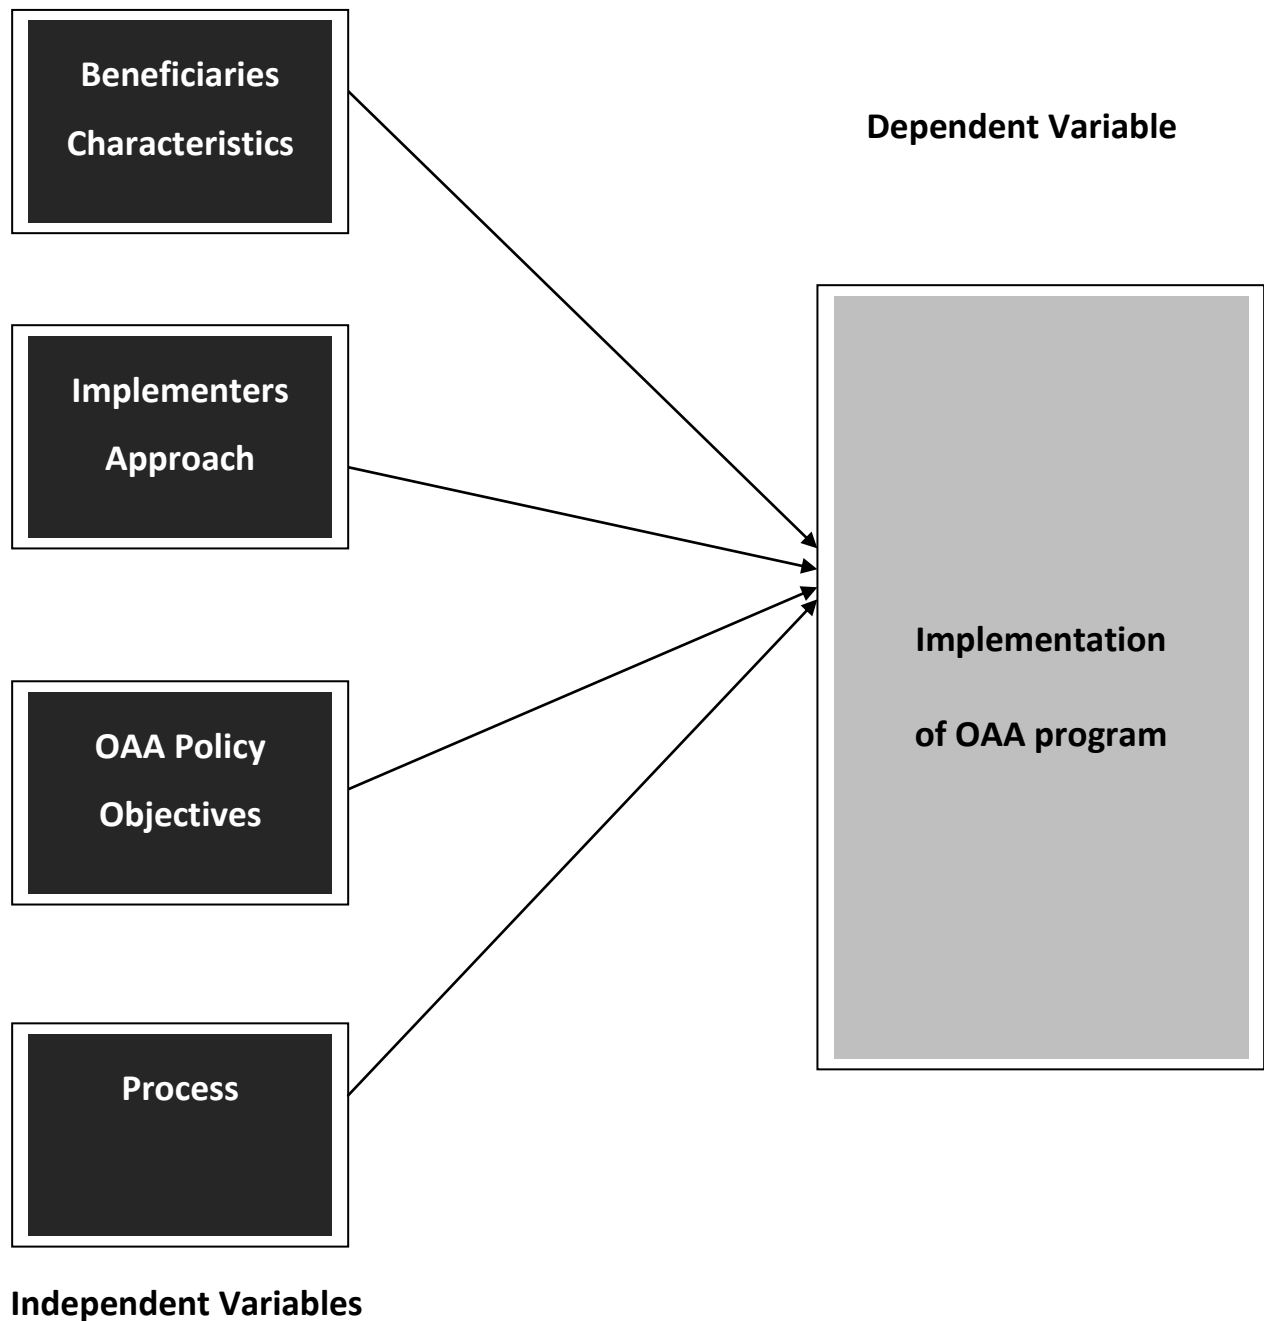 Beneficiaries
Characteristics
Dependent Variable
Implementers
Approach
Implementation
of OAA program
OAA Policy
Objectives
Process
Independent Variables